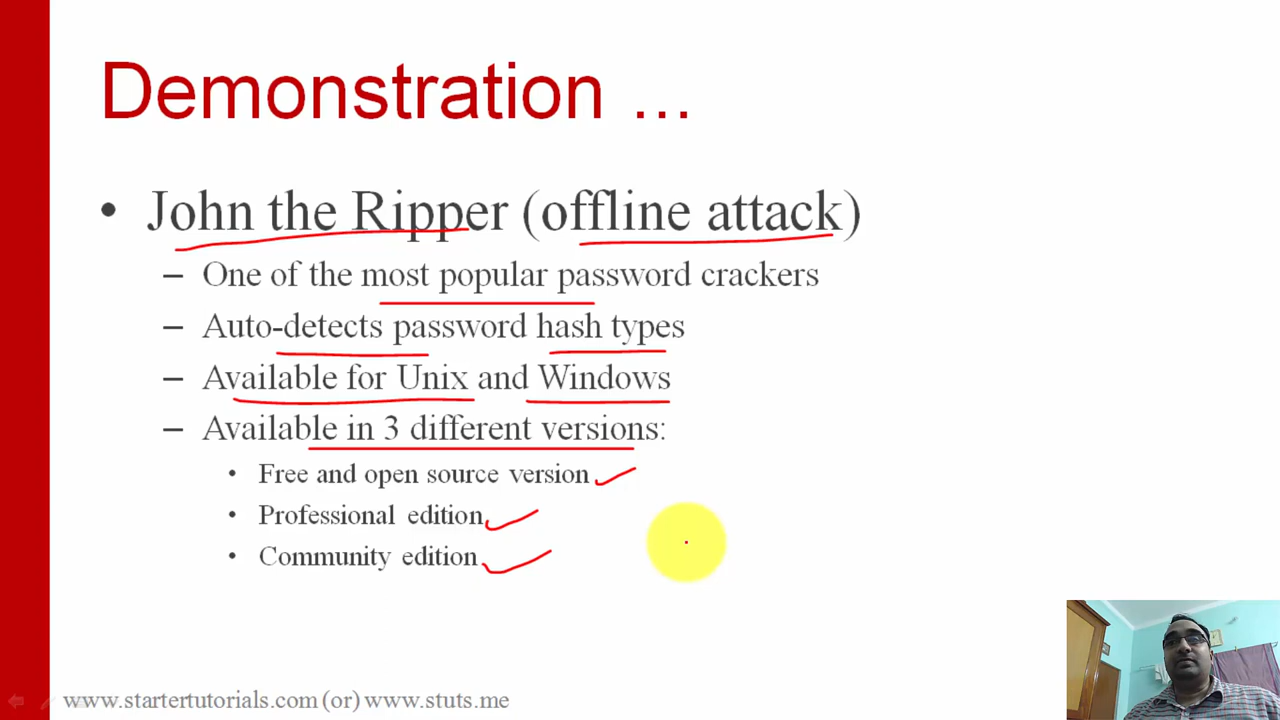 Demonstration ...
• John the Ripper (offline attack)
– One of the most popular password crackers
– Auto-detects password hash types
– Available for Unix and Windows
– Available in 3 different versions:
• Free and open source version
• Professional edition
• Community edition
www.startertutorials.com (or) www.stuts.me